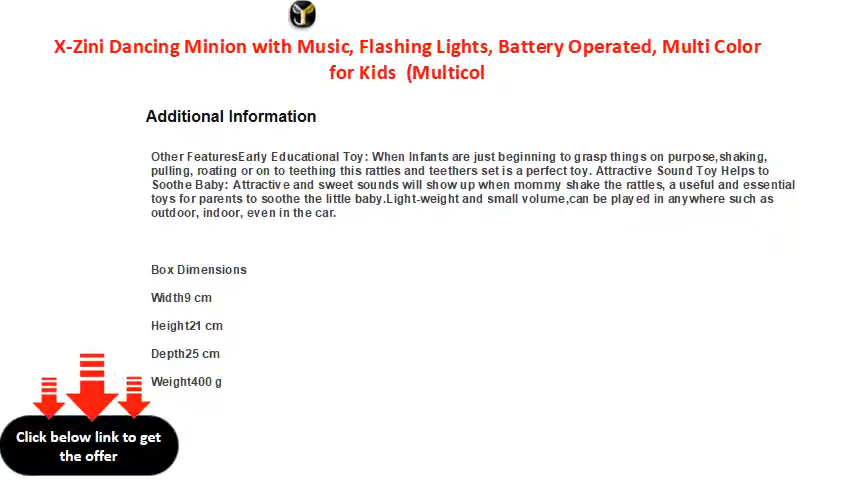 X-Zini Dancing Minion with Music, Flashing Lights, Battery Operated, Multi Color
for Kids (Multicol
Additional Information
Other FeaturesEarly Educational Toy: When Infants are just beginning to grasp things on purpose,shaking,
pulling, roating or on to teething this rattles and teethers set is a perfect toy. Attractive Sound Toy Helps to
Soothe Baby: Attractive and sweet sounds will show up when mommy shake the rattles, a useful and essential
toys for parents to soothe the little baby.Light-weight and small volume,can be played in anywhere such as
outdoor, indoor, even in the car.
Box Dimensions
Width9 cm
Height21 cm
Depth25 cm
Weight400 g
Click below link to get
the offer